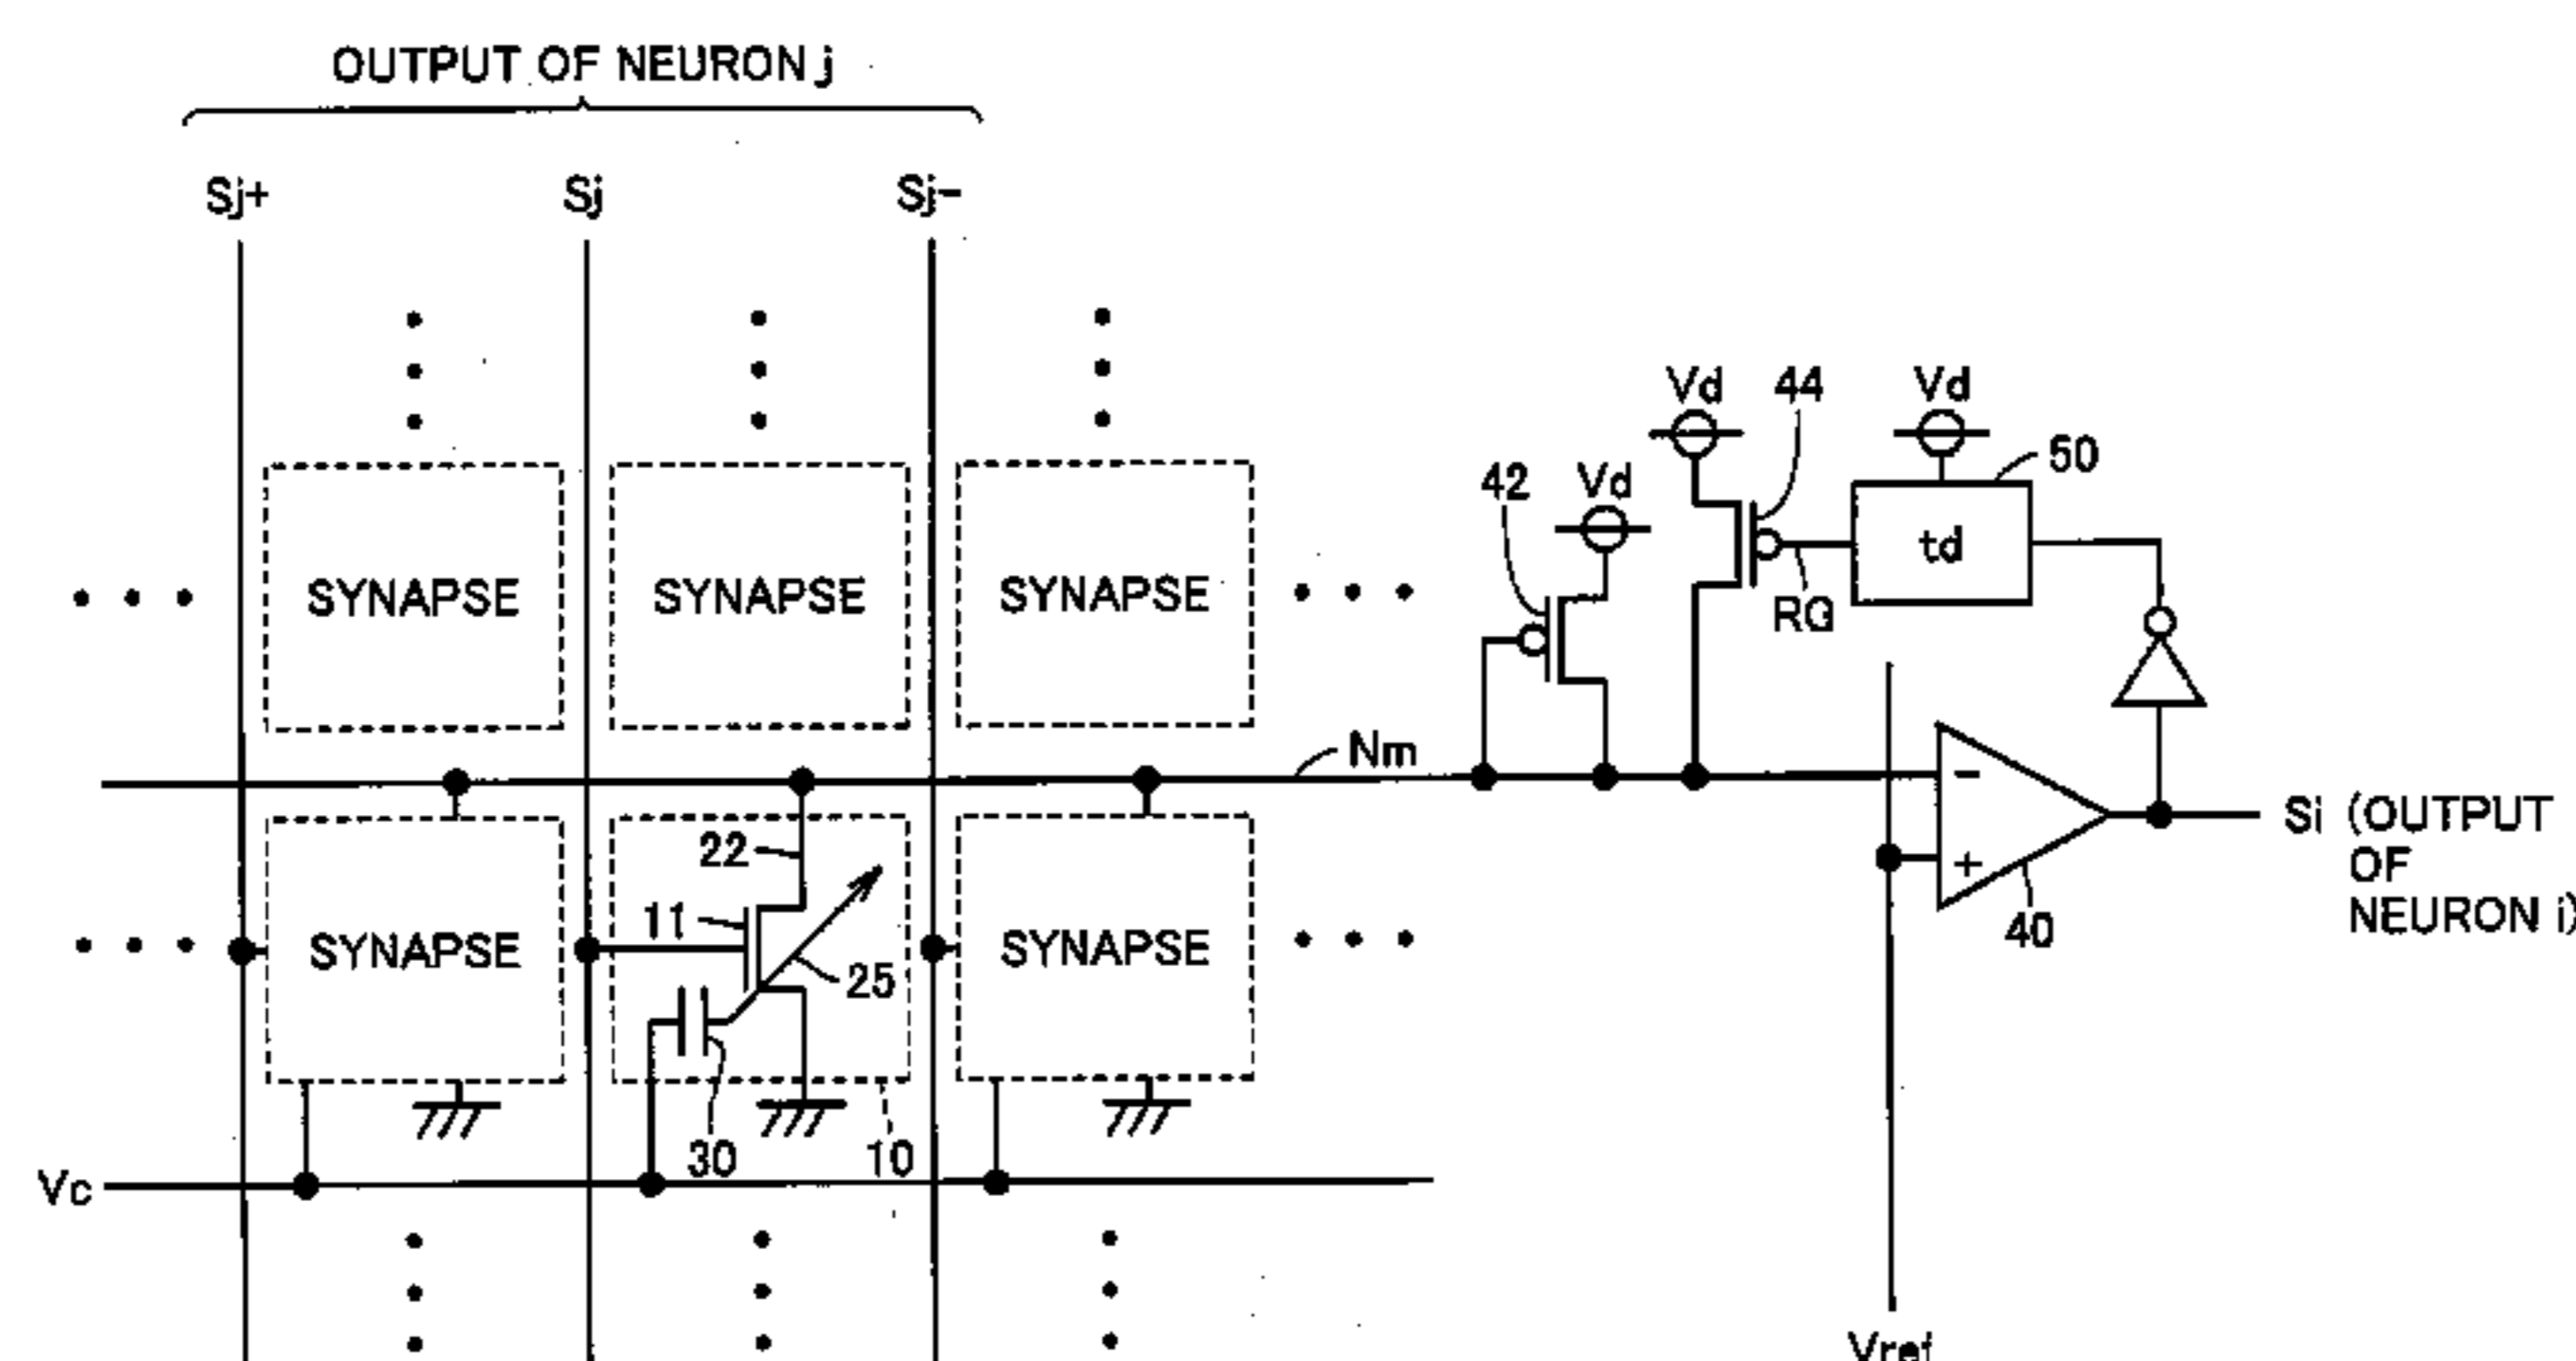 OUTPUT OF NEURON j
Sj+ Sj Sj-
Vd 44 Vd
42 Vd 50
td
SYNAPSE SYNAPSE SYNAPSE
RG
Nm
-
22 Si (OUTPUT
+ OF
11 NEURON i)
40
SYNAPSE SYNAPSE
25
30 10
Vc
Vref